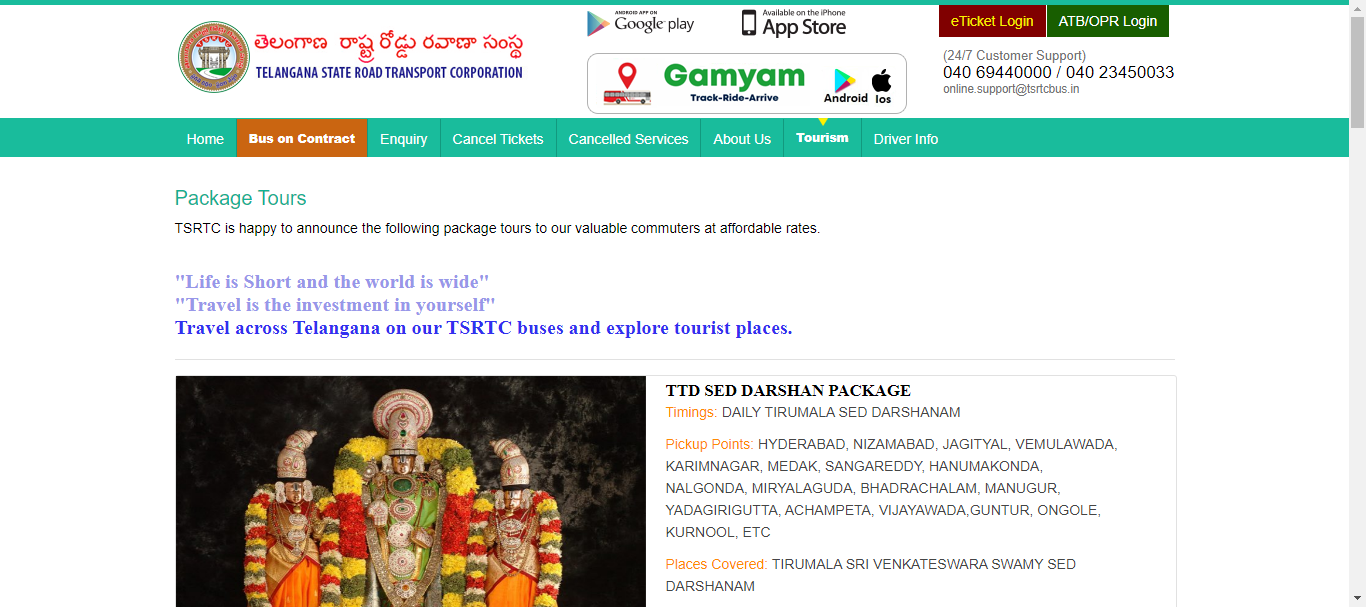 ANDROID APP ON
Google play
Available on the iPhone
App Store
eTicket Login
ATB/OPR Login
తెలంగాణ రాష్ట్ర రోడ్డు రవాణా సంస్థ
TELANGANA STATE ROAD TRANSPORT CORPORATION
Gamyam
Track-Ride-Arrive
Android
Ios
(24/7 Customer Support)
040 69440000 / 040 23450033
online.support@tsrtcbus.in
Home
Bus on Contract
Enquiry
Cancel Tickets
Cancelled Services
About Us
Tourism
Driver Info
Package Tours
TSRTC is happy to announce the following package tours to our valuable commuters at affordable rates.
"Life is Short and the world is wide"
"Travel is the investment in yourself"
Travel across Telangana on our TSRTC buses and explore tourist places.
TTD SED DARSHAN PACKAGE
Timings: DAILY TIRUMALA SED DARSHANAM
Pickup Points: HYDERABAD, NIZAMABAD, JAGITYAL, VEMULAWADA,
KARIMNAGAR, MEDAK, SANGAREDDY, HANUMAKONDA,
NALGONDA, MIRYALAGUDA, BHADRACHALAM, MANUGUR,
YADAGIRIGUTTA, ACHAMPETA, VIJAYAWADA,GUNTUR, ONGOLE,
KURNOOL, ETC
Places Covered: TIRUMALA SRI VENKATESWARA SWAMY SED
DARSHANAM